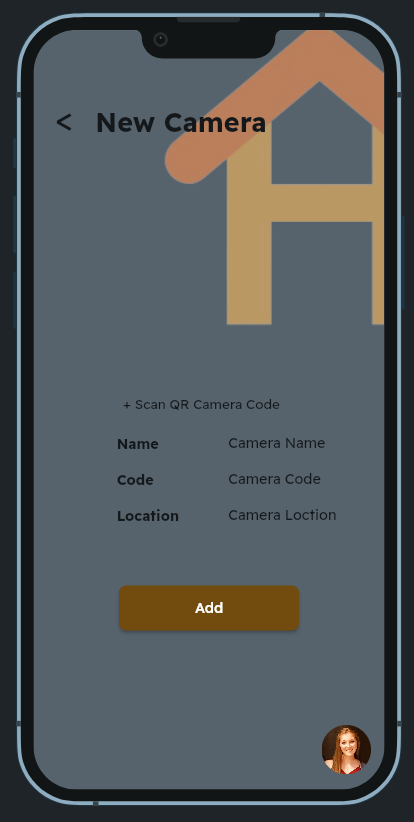 < New Camera
+ Scan QR Camera Code
Name Camera Name
Code Camera Code
Location Camera Loction
Add